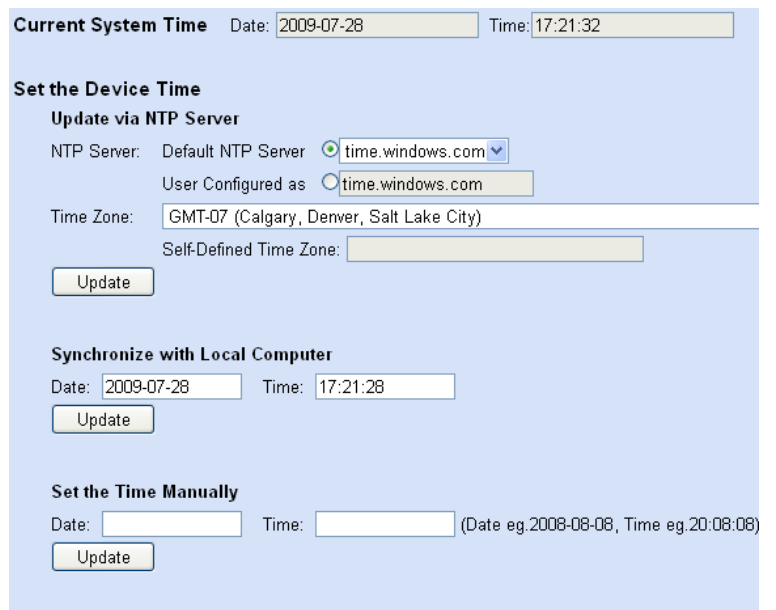 Current System Time Date: 2009-07-28 Time: 17:21:32
Set the Device Time
Update via NTP Server
NTP Server: Default NTP Server time.windows.com
User Configured as time.windows.com
Time Zone: GMT-07 (Calgary, Denver, Salt Lake City)
Self-Defined Time Zone:
Update
Synchronize with Local Computer
Date: 2009-07-28 Time: 17:21:28
Update
Set the Time Manually
Date: Time: (Date eg.2008-08-08, Time eg.20:08:08)
Update